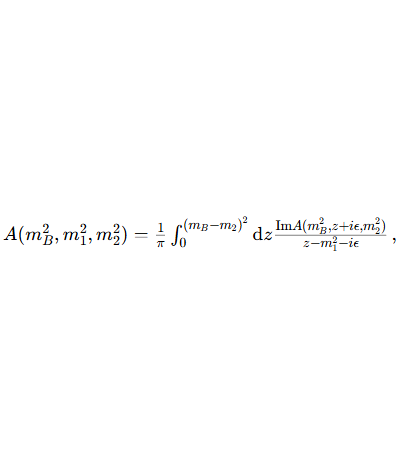 $A(m_B^2, m_1^2, m_2^2) = \frac{1}{\pi} \int_0^{(m_B - m_2)^2} \mathrm{d}z \frac{\mathrm{Im} A(m_B^2, z + i\epsilon, m_2^2)}{z - m_1^2 - i\epsilon} \, ,$